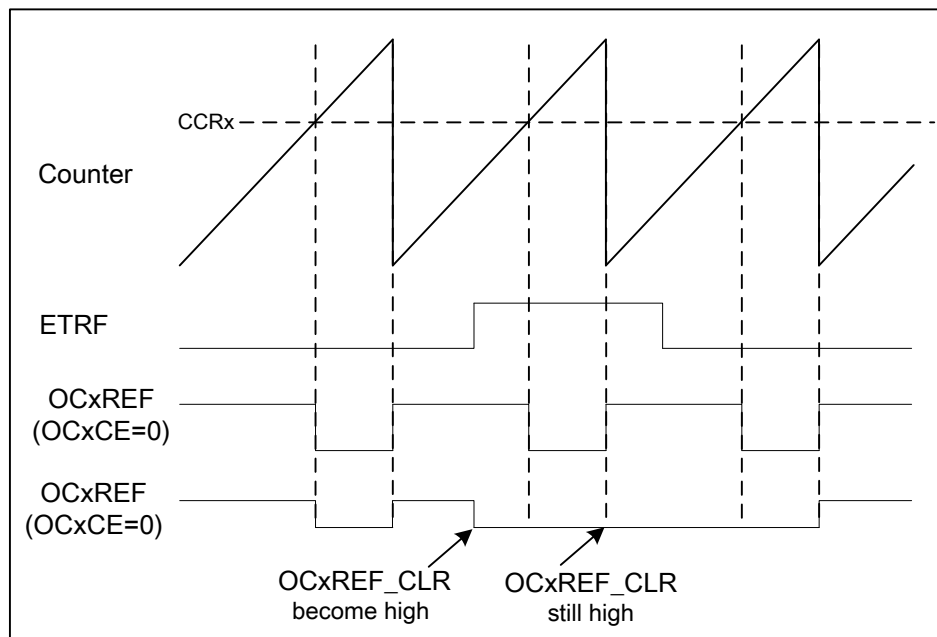 CCRx
Counter
ETRF
OCxREF
(OCxCE=0)
OCxREF
(OCxCE=0)
OCxREF_CLR
become high
OCxREF_CLR
still high